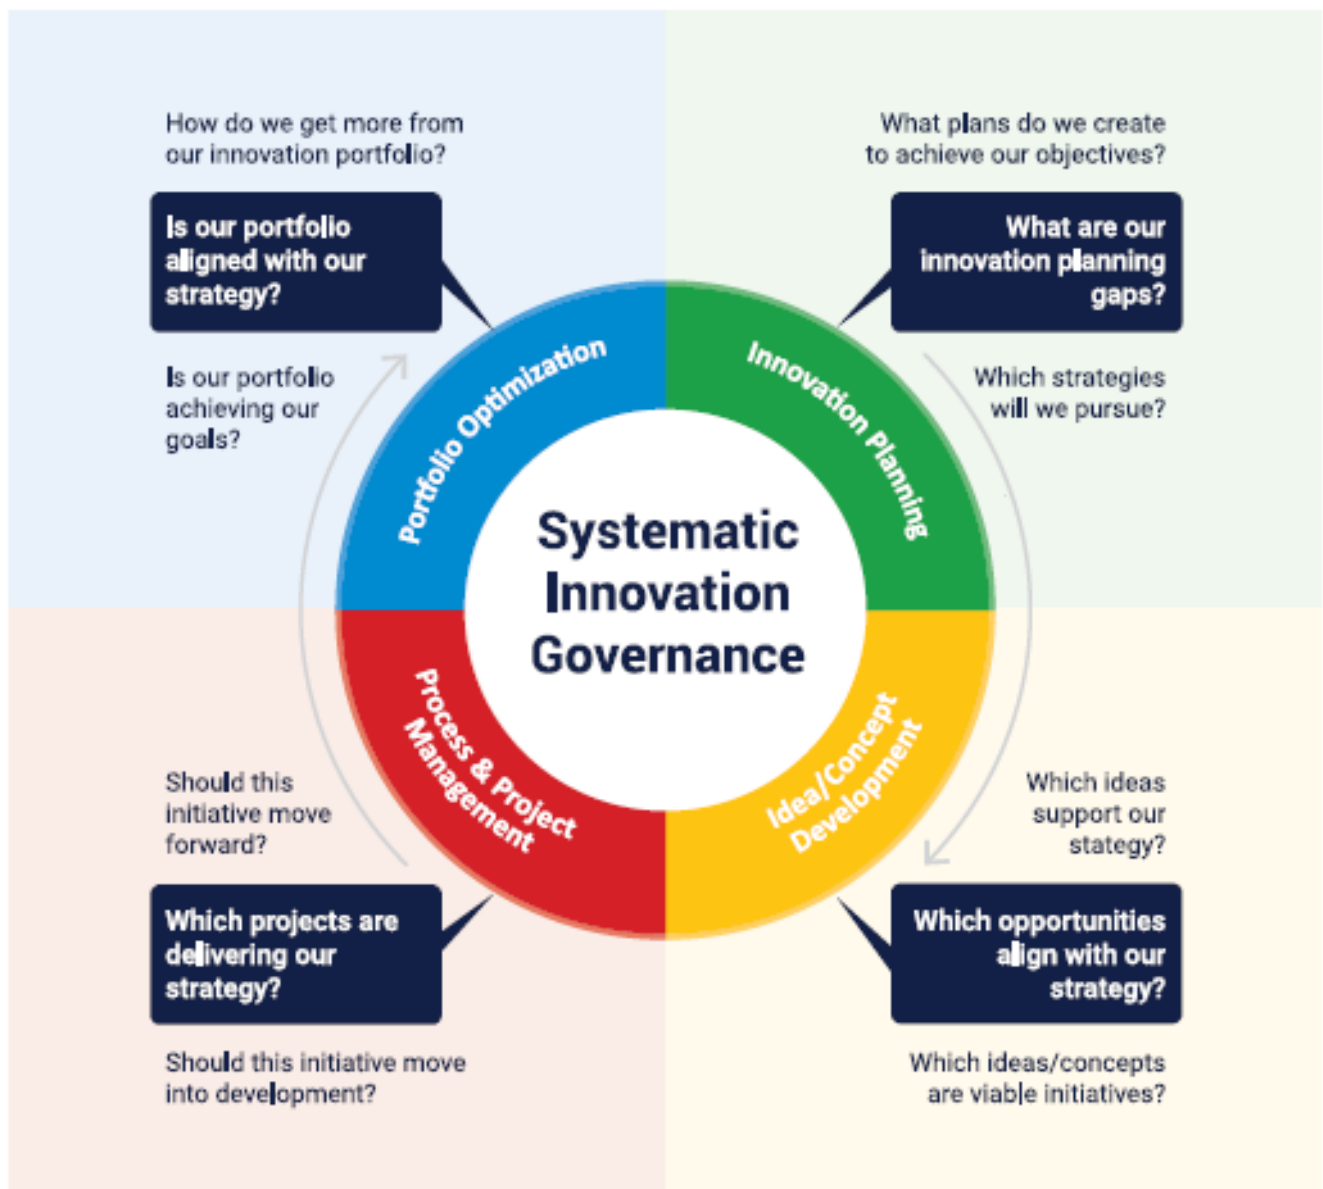 How do we get more from
our innovation portfolio?
Is our portfolio
aligned with our
strategy?
Is our portfolio
achieving our
goals?
What plans do we create
to achieve our objectives?
What are our
innovation planning
gaps?
Which strategies
will we pursue?
Portfolio Optimization
Innovation Planning
Systematic
Innovation
Governance
Process & Project
Management
Idea/Concept
Development
Should this
initiative move
forward?
Which projects are
delivering our
strategy?
Should this initiative move
into development?
Which ideas
support our
stategy?
Which opportunities
align with our
strategy?
Which ideas/concepts
are viable initiatives?